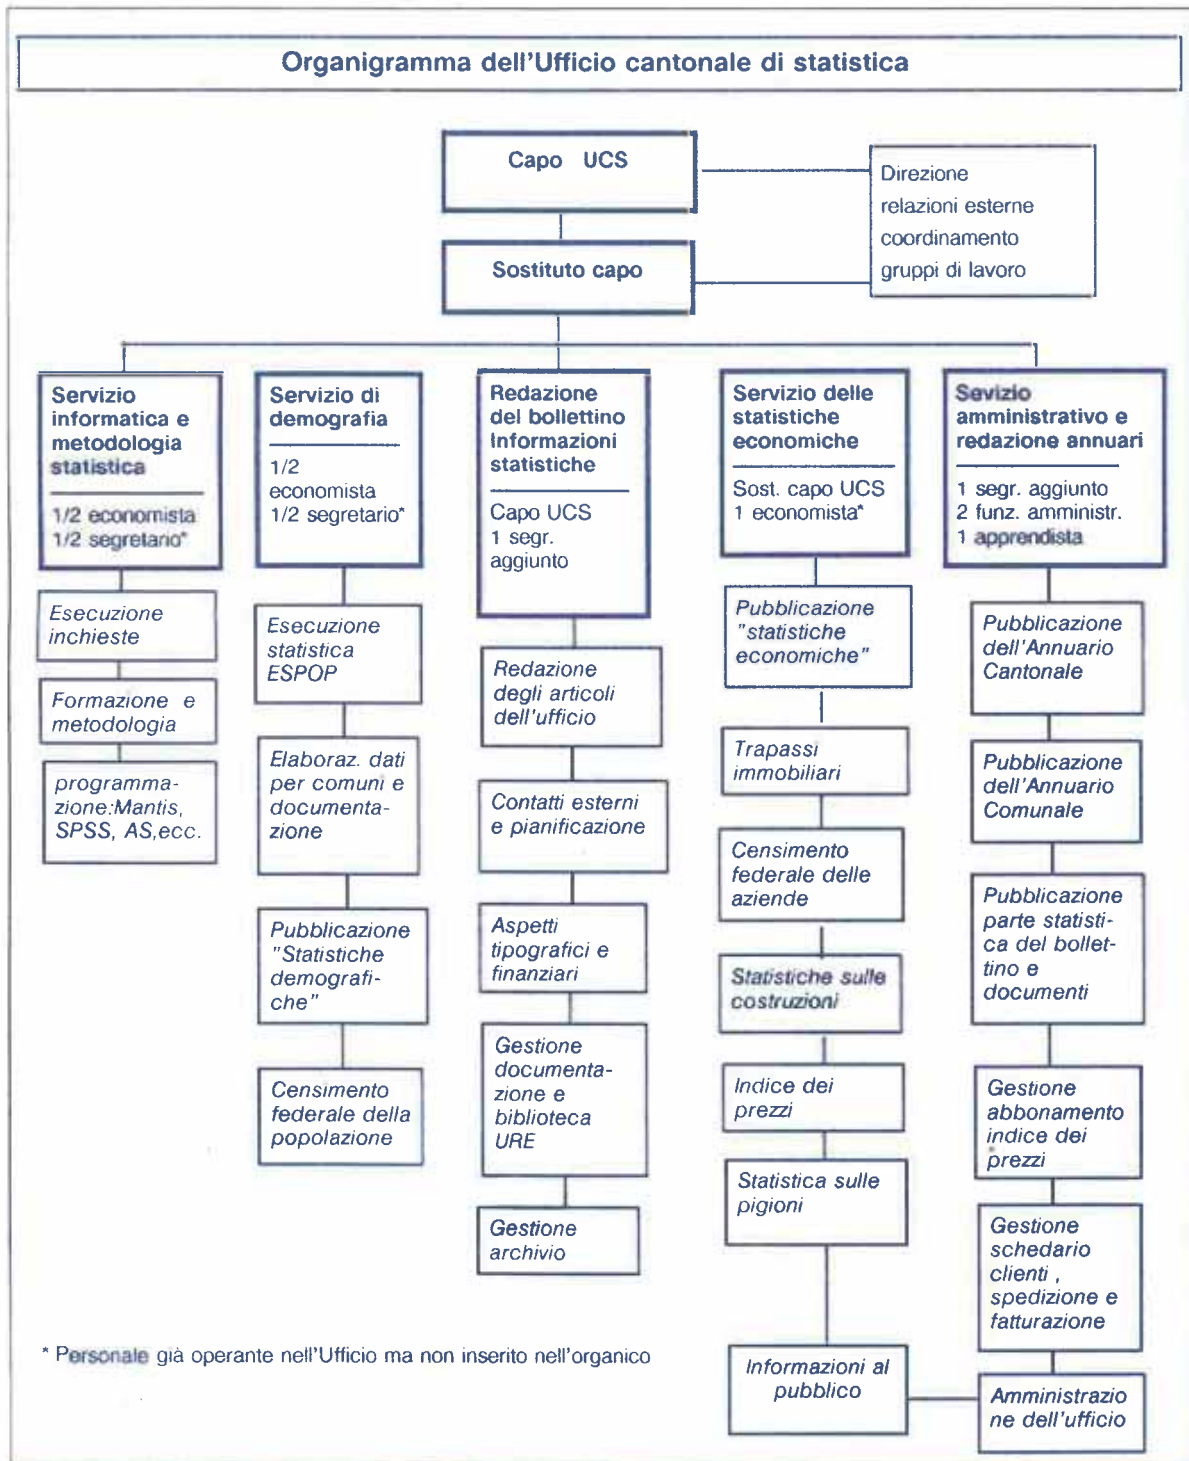 Organigramma dell'Ufficio cantonale di statistica
Capo UCS
Direzione
relazioni esterne
coordinamento
gruppi di lavoro
Sostituto capo
Servizio
informatica e
metodologia
statistica
1/2 economista
1/2 segretario*
Esecuzione
inchieste
Formazione e
metodologia
programma-
zione:Mantis,
SPSS, AS,ecc.
Servizio di
demografia
1/2
economista
1/2 segretario*
Esecuzione
statistica
ESPOP
Elaboraz. dati
per comuni e
documenta-
zione
Pubblicazione
"Statistiche
demografi-
che"
Censimento
federale della
popolazione
Redazione
del bollettino
Informazioni
statistiche
Capo UCS
1 segr.
aggiunto
Redazione
degli articoli
dell'ufficio
Contatti esterni
e pianificazione
Aspetti
tipografici e
finanziari
Gestione
documenta-
zione e
biblioteca
URE
Gestione
archivio
Servizio delle
statistiche
economiche
Sost. capo UCS
1 economista*
Pubblicazione
"statistiche
economiche"
Trapassi
immobiliari
Censimento
federale delle
aziende
Statistiche sulle
costruzioni
Indice dei
prezzi
Statistica sulle
pigioni
Informazioni al
pubblico
Sevizio
amministrativo e
redazione annuari
1 segr. aggiunto
2 funz. amministr.
1 apprendista
Pubblicazione
dell'Annuario
Cantonale
Pubblicazione
dell'Annuario
Comunale
Pubblicazione
parte statisti-
ca del bollet-
tino e
documenti
Gestione
abbonamento
indice dei
prezzi
Gestione
schedario
clienti ,
spedizione e
fatturazione
Amministrazio
ne dell'ufficio
* Personale già operante nell'Ufficio ma non inserito nell'organico